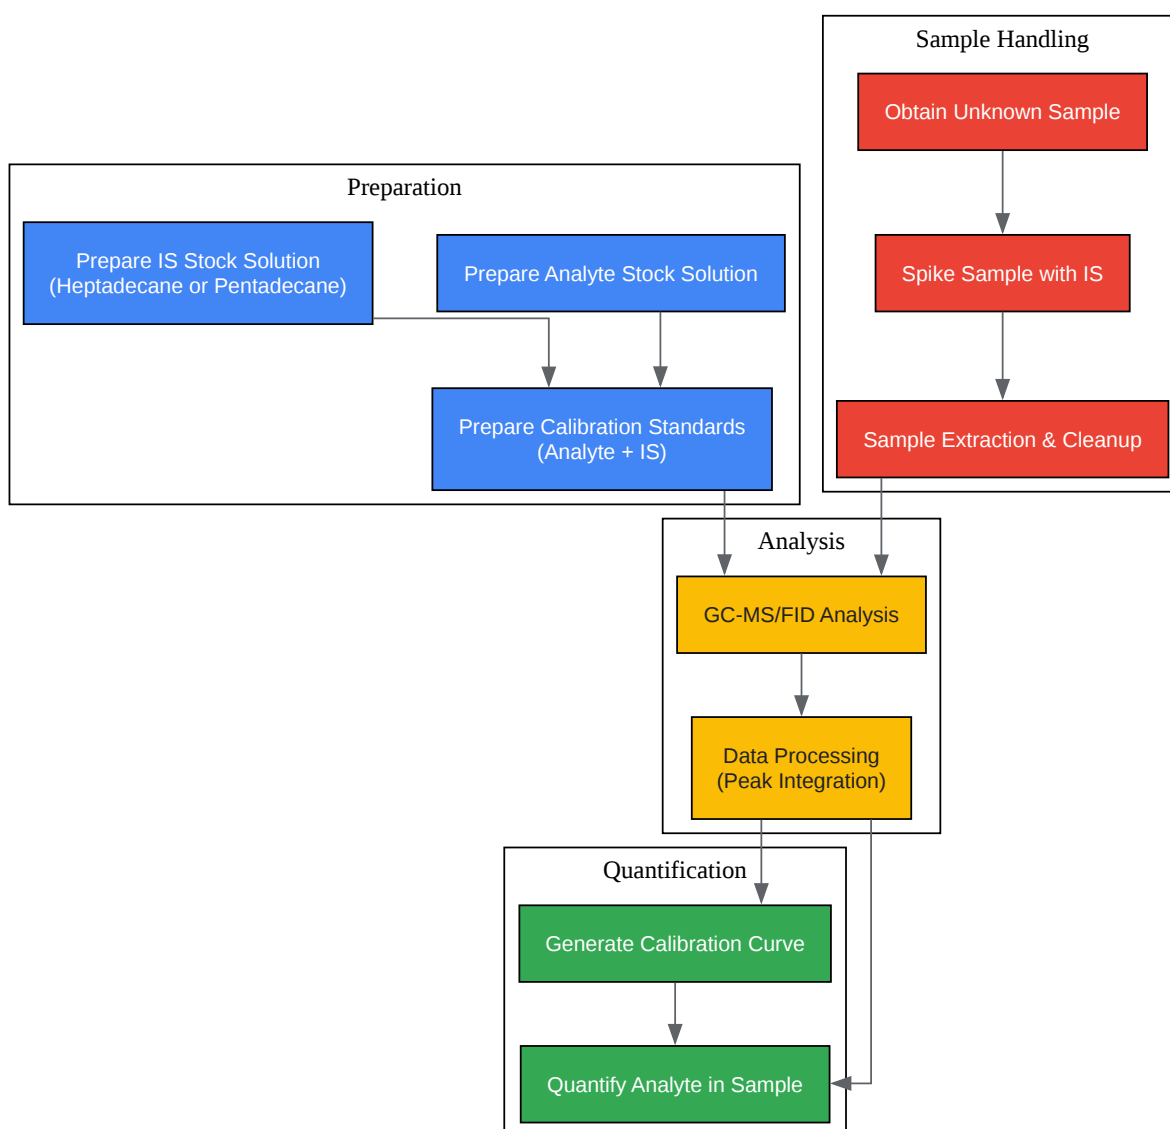 Sample Handling
Obtain Unknown Sample
Spike Sample with IS
Sample Extraction & Cleanup
Preparation
Prepare IS Stock Solution
(Heptadecane or Pentadecane)
Prepare Analyte Stock Solution
Prepare Calibration Standards
(Analyte + IS)
Analysis
GC-MS/FID Analysis
Data Processing
(Peak Integration)
Quantification
Generate Calibration Curve
Quantify Analyte in Sample